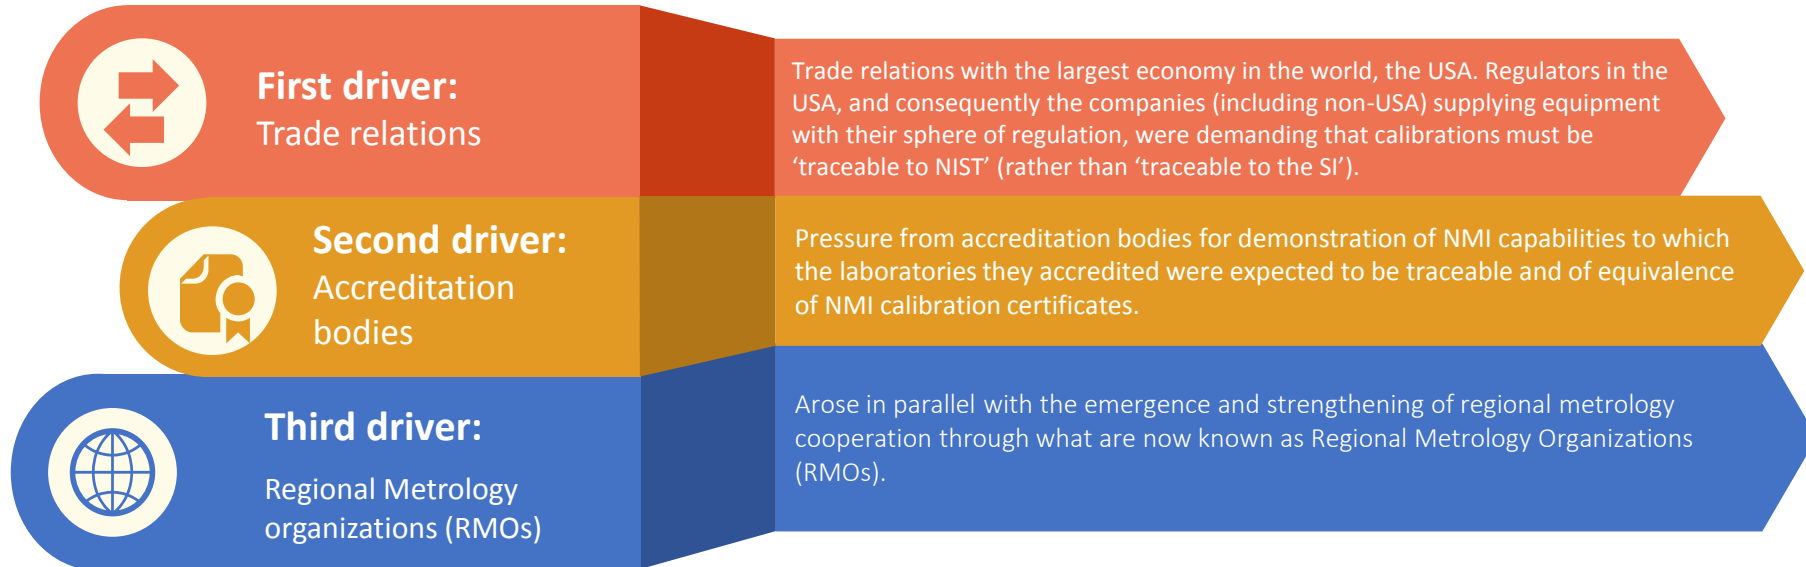 First driver:
Trade relations
Trade relations with the largest economy in the world, the USA. Regulators in the
USA, and consequently the companies (including non-USA) supplying equipment
with their sphere of regulation, were demanding that calibrations must be
‘traceable to NIST’ (rather than ‘traceable to the SI’).
Second driver:
Accreditation
bodies
Pressure from accreditation bodies for demonstration of NMI capabilities to which
the laboratories they accredited were expected to be traceable and of equivalence
of NMI calibration certificates.
Third driver:
Regional Metrology
organizations (RMOs)
Arose in parallel with the emergence and strengthening of regional metrology
cooperation through what are now known as Regional Metrology Organizations
(RMOs).